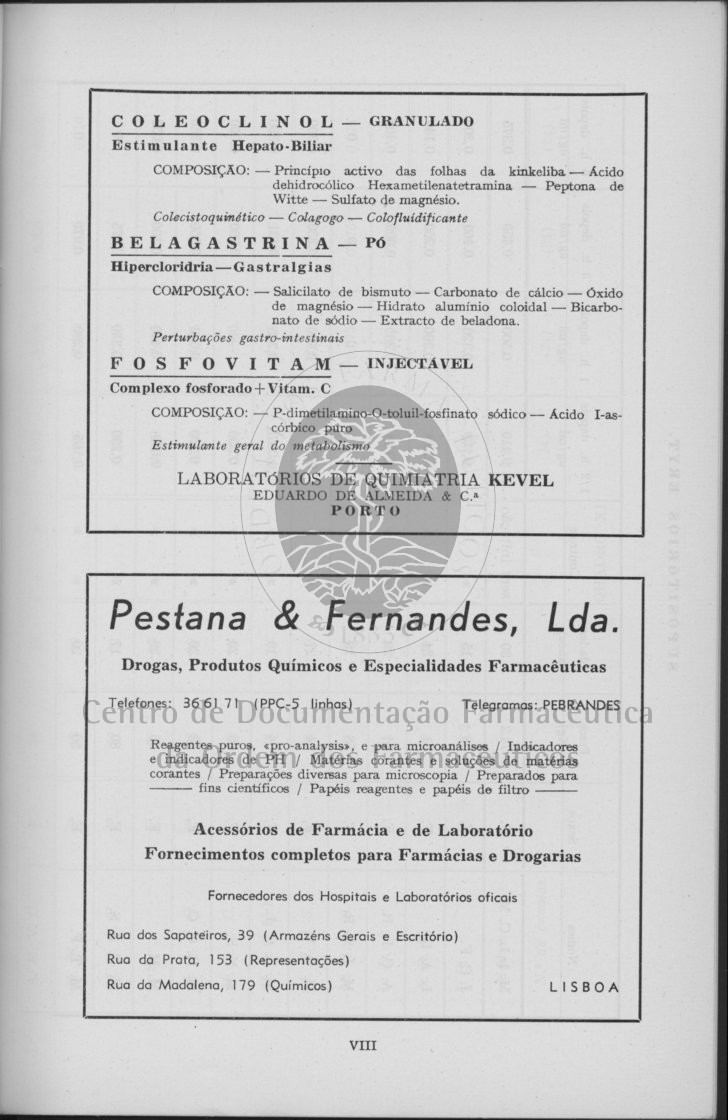 COLEOCLINOL — GRANULADO
Estimulante Hepato-Biliar
COMPOSIÇÃO: — Princípio activo das folhas da kinkeliba — Ácido
dehidrocólico Hexametilenatetramina — Peptona de
Witte — Sulfato de magnésio.
Colecistoquinético — Colagogo — Colofluidificante
BELAGASTRINA — PÓ
Hipercloridria — Gastralgias
COMPOSIÇÃO: — Salicilato de bismuto — Carbonato de cálcio — Óxido
de magnésio — Hidrato alumínio coloidal — Bicarbo-
nato de sódio — Extracto de beladona.
Perturbações gastro-intestinais
FOSFOVITAM — INJECTÁVEL
Complexo fosforado + Vitam. C
COMPOSIÇÃO: — P-dimetilamino-O-toluil-fosfinato sódico — Ácido I-as-
córbico puro
Estimulante geral do metabolismo
LABORATÓRIOS DE QUIMIATRIA KEVEL
EDUARDO DE ALMEIDA & C.ª
PORTO
Pestana & Fernandes, Lda.
Drogas, Produtos Químicos e Especialidades Farmacêuticas
Telefones: 36 61 71 (PPC-5 linhas) Telegramas: PEBRANDES
Centro de Documentação Farmacêutica
da Ordem dos Farmacêuticos
Reagentes puros, «pro-analysis», e para microanálises / Indicadores
e indicadores de PH / Matérias corantes e soluções de matérias
corantes / Preparações diversas para microscopia / Preparados para
fins científicos / Papéis reagentes e papéis de filtro
Acessórios de Farmácia e de Laboratório
Fornecimentos completos para Farmácias e Drogarias
Fornecedores dos Hospitais e Laboratórios oficais
Rua dos Sapateiros, 39 (Armazéns Gerais e Escritório)
Rua da Prata, 153 (Representações)
Rua da Madalena, 179 (Químicos) LISBOA
VIII